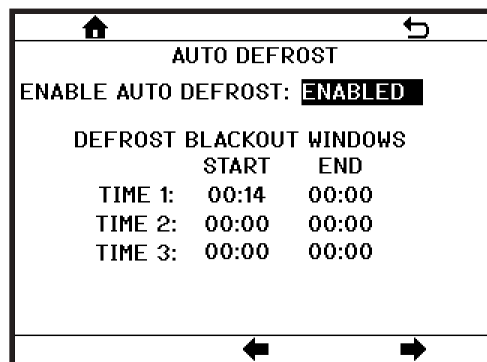 AUTO DEFROST
ENABLE AUTO DEFROST: ENABLED
DEFROST BLACKOUT WINDOWS
START END
TIME 1: 00:14 00:00
TIME 2: 00:00 00:00
TIME 3: 00:00 00:00